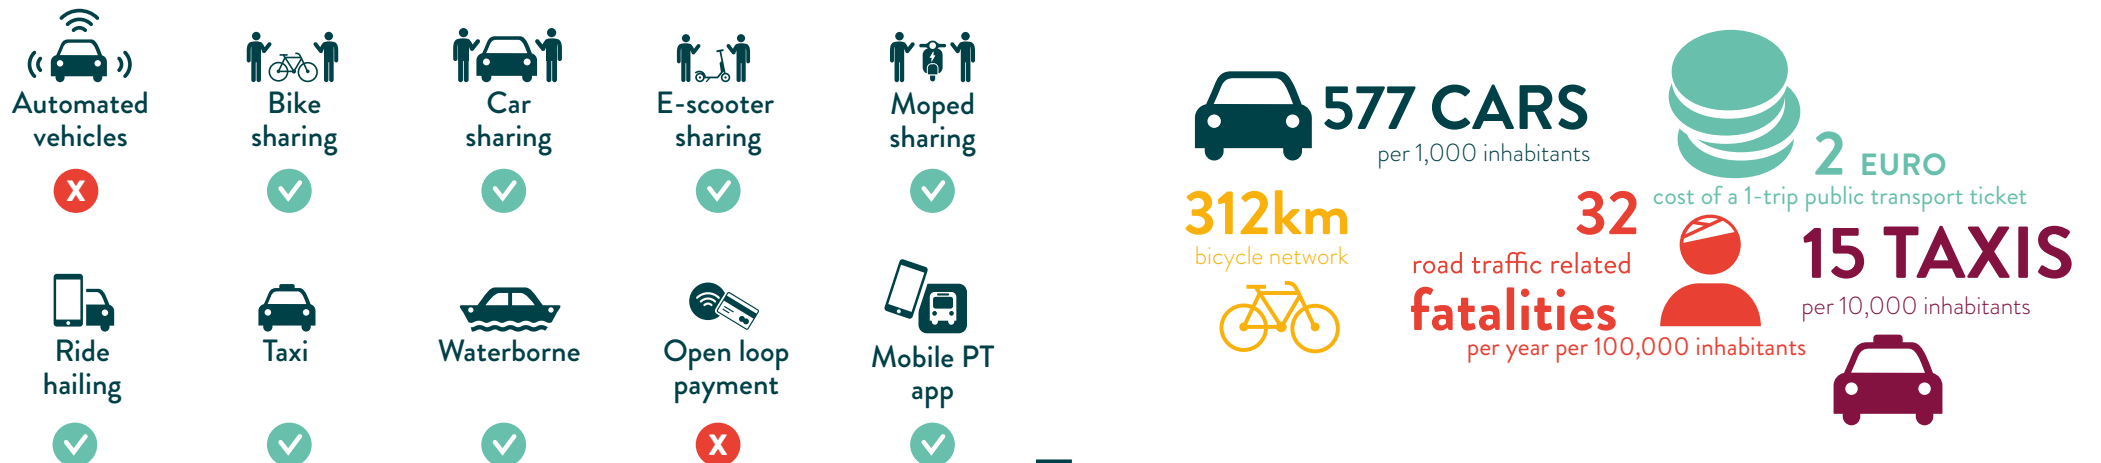 Automated
vehicles
X
Bike
sharing
Car
sharing
E-scooter
sharing
Moped
sharing
Ride
hailing
Taxi
Waterborne
Open loop
payment
X
Mobile PT
app
577 CARS
per 1,000 inhabitants
2 EURO
cost of a 1-trip public transport ticket
312km
bicycle network
32
road traffic related
fatalities
per year per 100,000 inhabitants
15 TAXIS
per 10,000 inhabitants